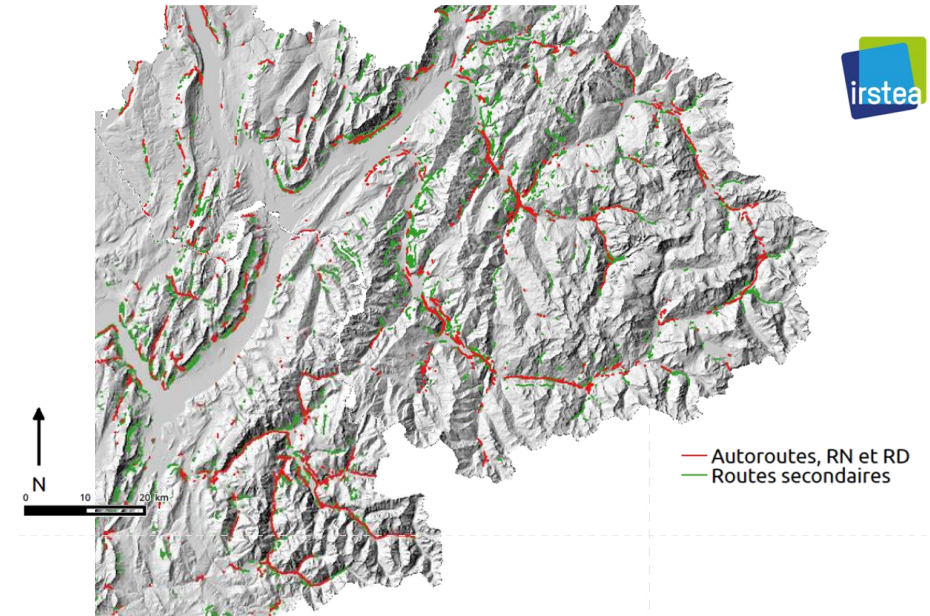 irstea
Autoroutes, RN et RD
Routes secondaires
N
0 10 20 km